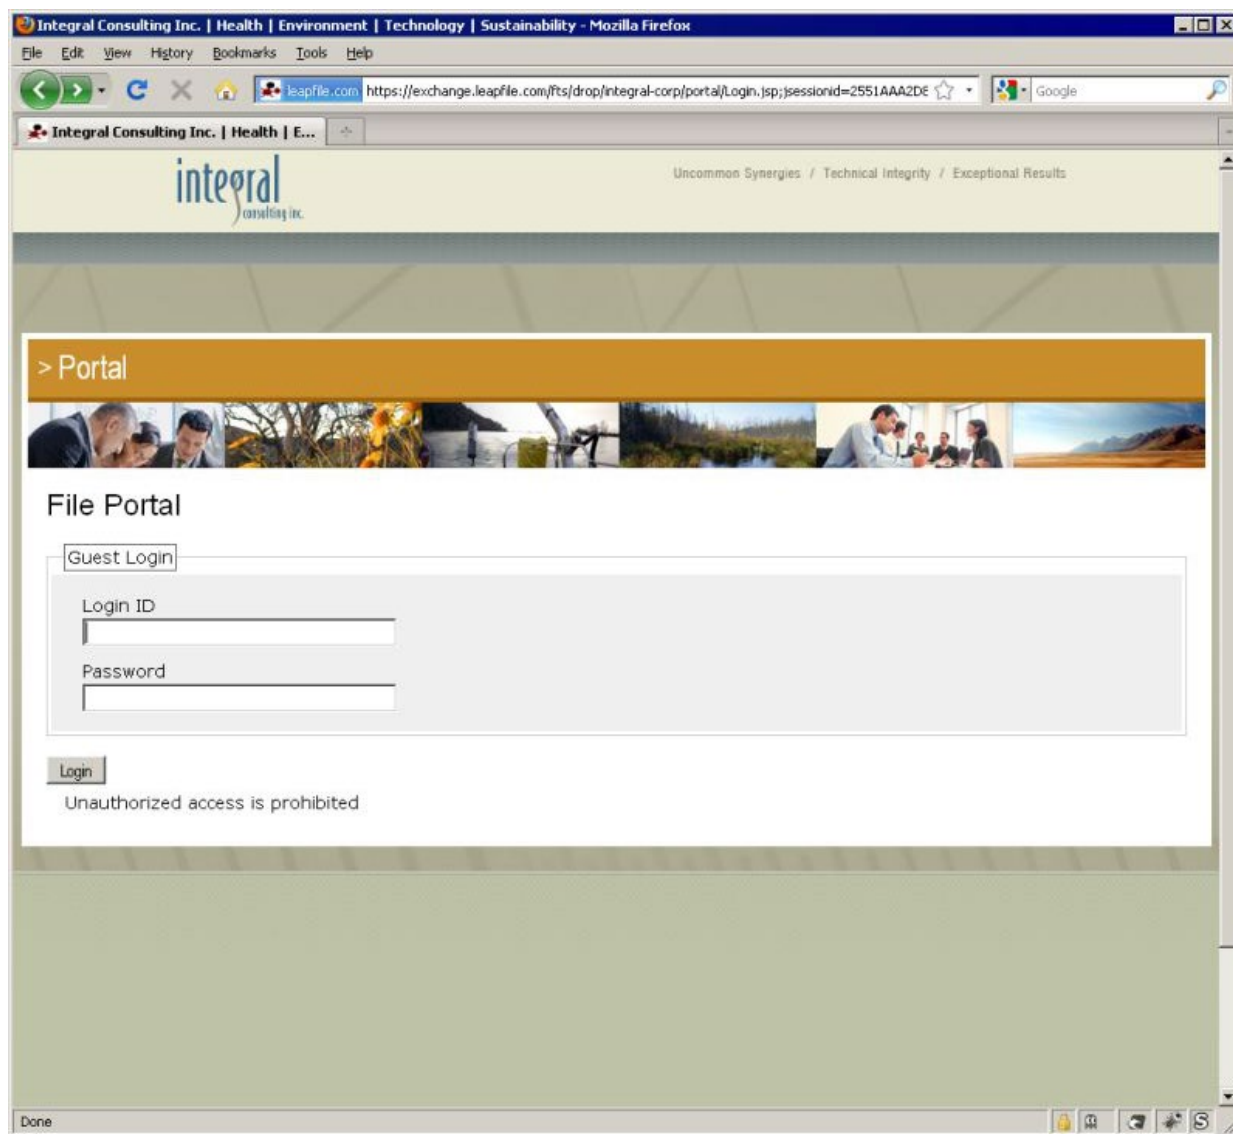 Integral Consulting Inc. | Health | Environment | Technology | Sustainability - Mozilla Firefox
File Edit View History Bookmarks Tools Help
leapfile.com https://exchange.leapfile.com/fts/drop/integral-corp/portal/Login.jsp;jsessionid=2551AAA2DE Google
Integral Consulting Inc. | Health | E...
integral
consulting inc.
Uncommon Synergies / Technical Integrity / Exceptional Results
> Portal
File Portal
Guest Login
Login ID
Password
Login
Unauthorized access is prohibited
Done
S